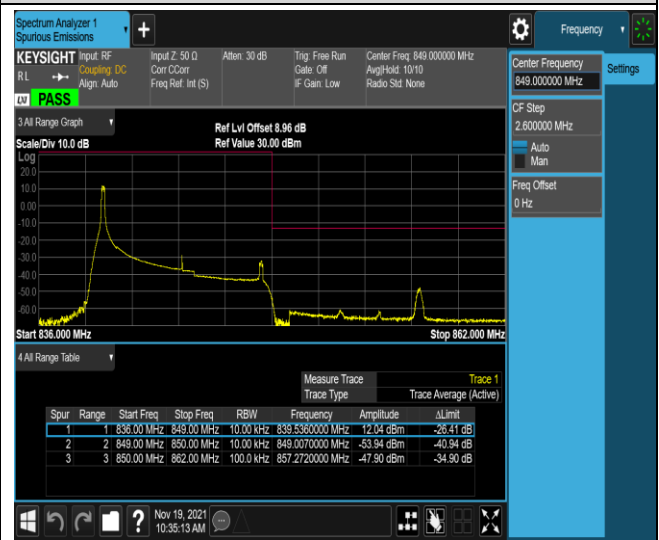 Spectrum Analyzer 1
Spurious Emissions
Frequency
KEYSIGHT
RL
LXI
PASS
Input: RF
Coupling: DC
Align: Auto
Input Z: 50 Ω
Corr CCorr
Freq Ref: Int (S)
Atten: 30 dB
Trig: Free Run
Gate: Off
IF Gain: Low
Center Freq: 849.000000 MHz
Avg|Hold: 10/10
Radio Std: None
Center Frequency
849.000000 MHz
Settings
CF Step
2.600000 MHz
Auto
Man
Freq Offset
0 Hz
3 All Range Graph
Scale/Div 10.0 dB
Ref Lvl Offset 8.96 dB
Ref Value 30.00 dBm
Log
20.0
10.0
0.00
-10.0
-20.0
-30.0
-40.0
-50.0
-60.0
Start 836.000 MHz
Stop 862.000 MHz
4 All Range Table
Measure Trace Trace 1
Trace Type Trace Average (Active)
Spur Range Start Freq Stop Freq RBW Frequency Amplitude ΔLimit
1 1 836.00 MHz 849.00 MHz 10.00 kHz 839.5360000 MHz 12.04 dBm -26.41 dB
2 2 849.00 MHz 850.00 MHz 10.00 kHz 849.0070000 MHz -53.94 dBm -40.94 dB
3 3 850.00 MHz 862.00 MHz 100.0 kHz 857.2720000 MHz -47.90 dBm -34.90 dB
Nov 19, 2021
10:35:13 AM